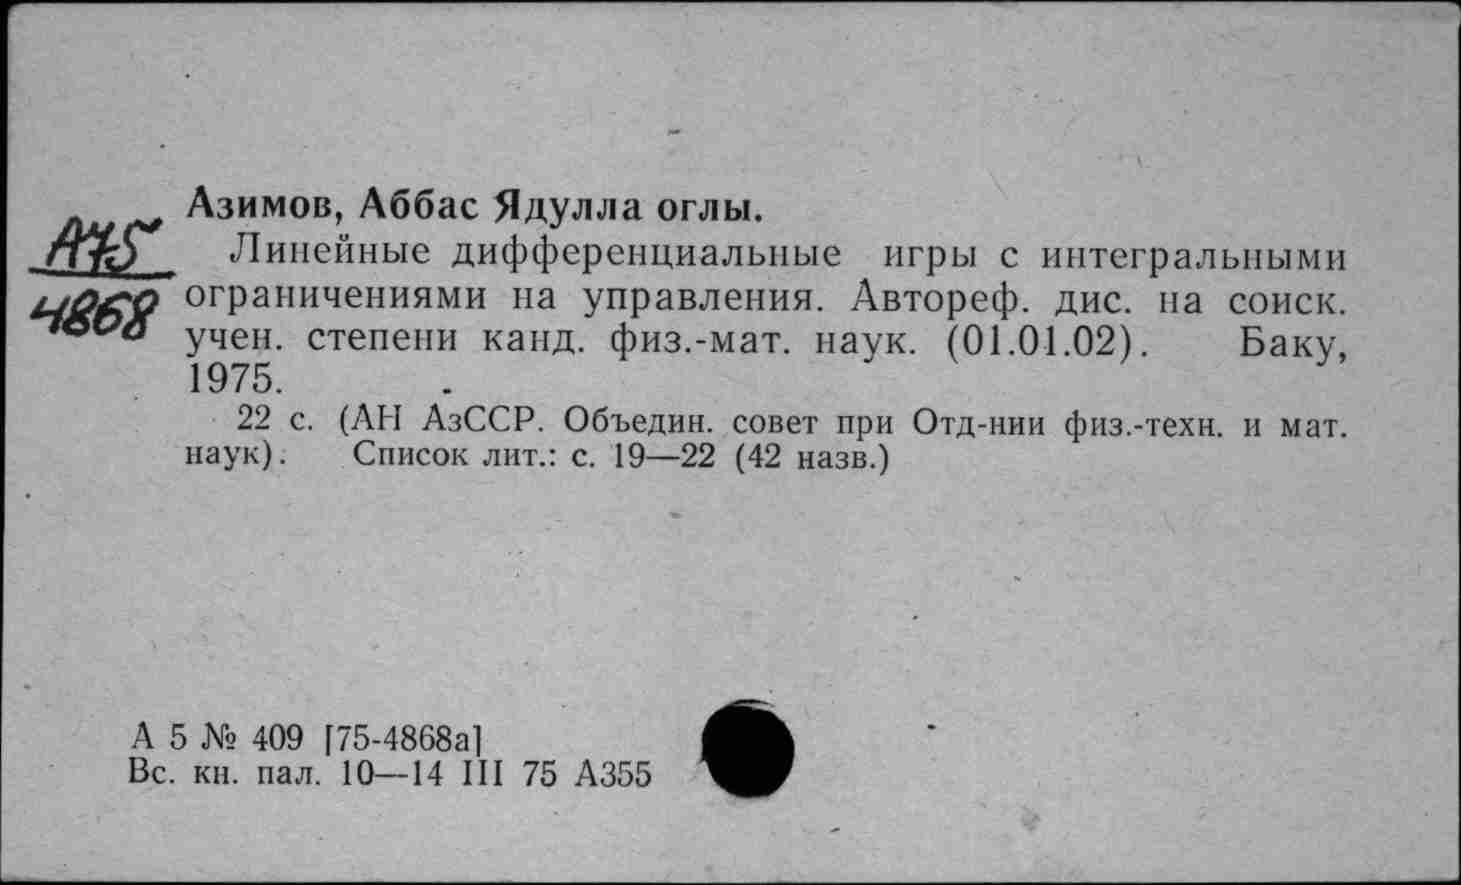 Азимов, Аббас Ядулла оглы.
Линейные дифференциальные игры с интегральными
4868 ограничениями на управления. Автореф. дис. на соиск.
учен. степени канд. физ.-мат. наук. (01.01.02). Баку,
1975.
22 с. (АН АзССР. Объедин. совет при Отд-нии физ.-техн. и мат.
наук). Список лит.: с. 19—22 (42 назв.)
А 5 № 409 [75-4868а]
Вс. кн. пал. 10—14 III 75 А355